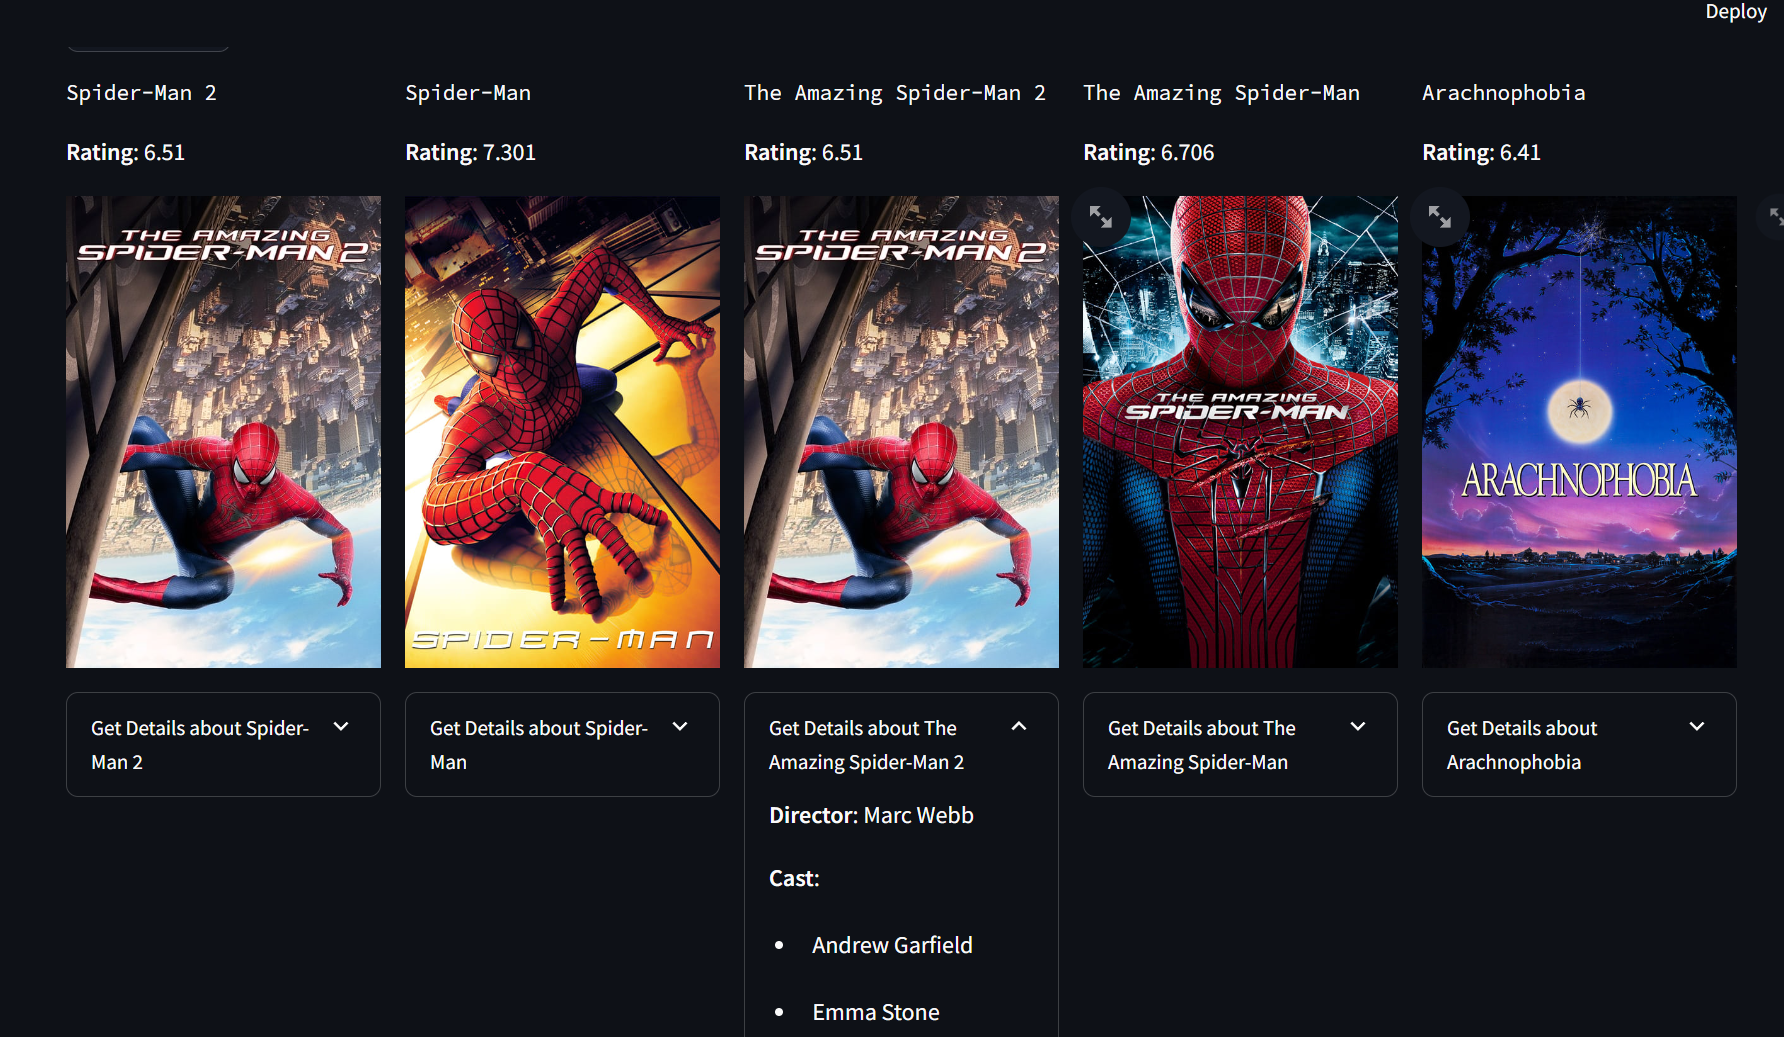 Deploy
Spider-Man 2
Rating: 6.51
THE AMAZING
SPIDER-MAN 2
Get Details about Spider-
Man 2
Spider-Man
Rating: 7.301
SPIDER-MAN
Get Details about Spider-
Man
The Amazing Spider-Man 2
Rating: 6.51
THE AMAZING
SPIDER-MAN 2
Get Details about The
Amazing Spider-Man 2
Director: Marc Webb
Cast:
• Andrew Garfield
• Emma Stone
The Amazing Spider-Man
Rating: 6.706
THE AMAZING
SPIDER-MAN
Get Details about The
Amazing Spider-Man
Arachnophobia
Rating: 6.41
ARACHNOPHOBIA
Get Details about
Arachnophobia